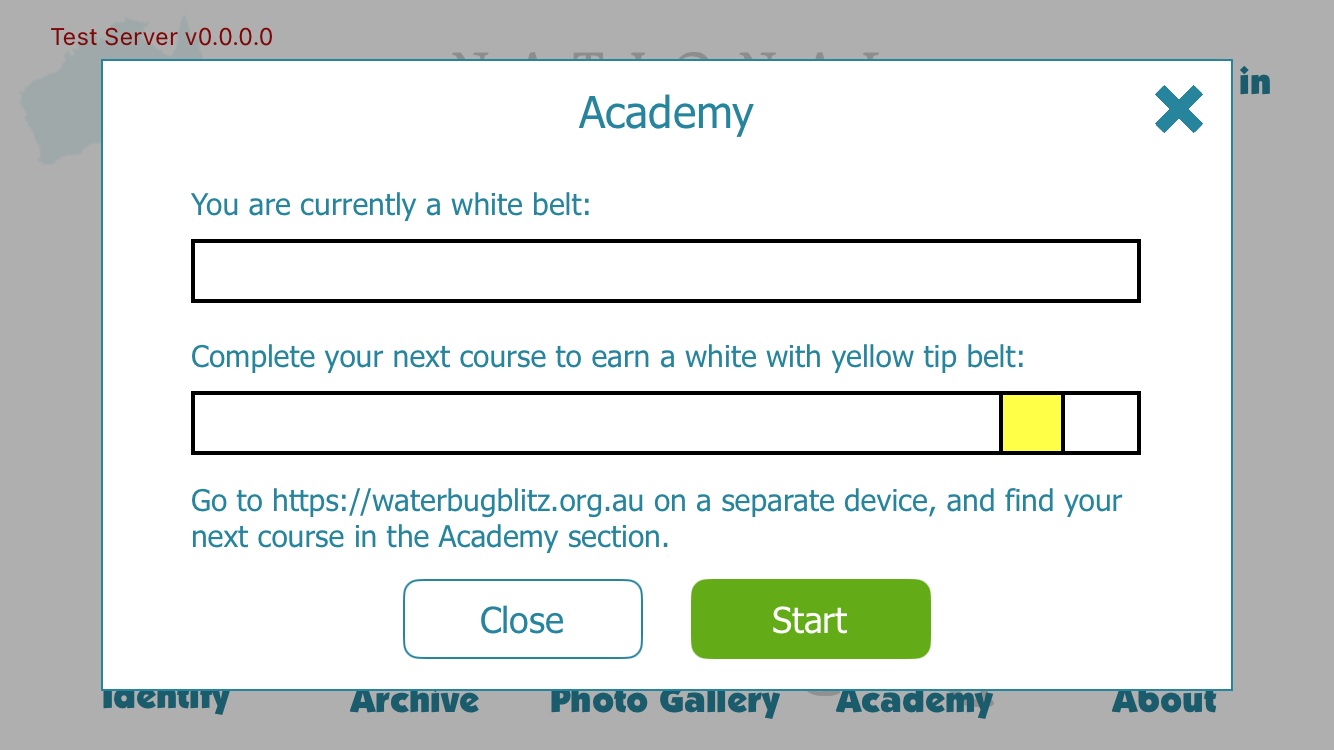 Test Server v0.0.0.0
NATIONAL
in
Academy
You are currently a white belt:
Complete your next course to earn a white with yellow tip belt:
Go to https://waterbugblitz.org.au on a separate device, and find your
next course in the Academy section.
Close Start
Identify Archive Photo Gallery Academy About